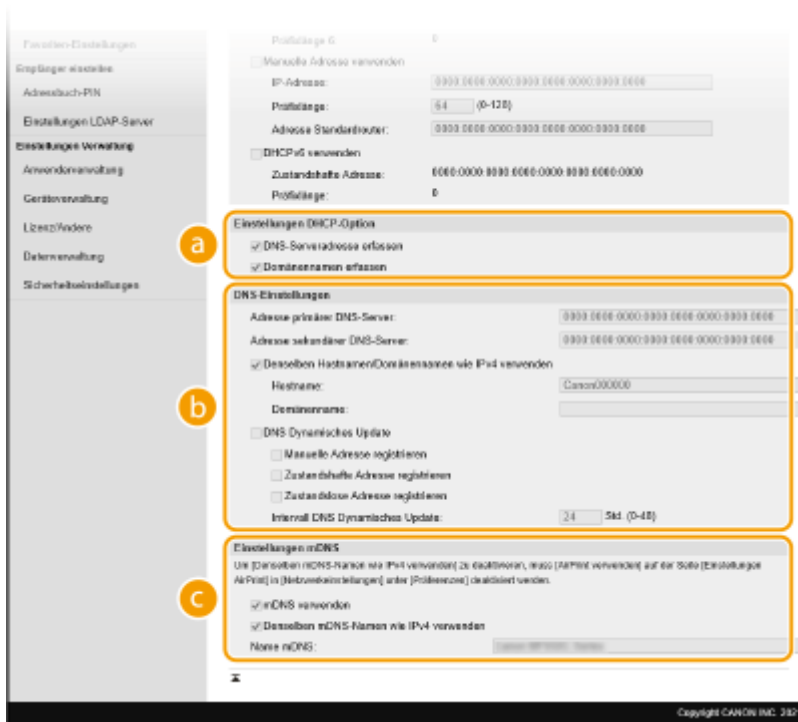 Favoriten-Einstellungen
Empfänger einstellen
Adressbuch-PIN
Einstellungen LDAP-Server
Einstellungen Verwaltung
Anwenderverwaltung
Geräteverwaltung
Lizenz/Andere
Datenverwaltung
Sicherheitseinstellungen
Präfixlänge 6: 0
Manuelle Adresse verwenden
IP-Adresse: 0000:0000:0000:0000:0000:0000:0000:0000
Präfixlänge: 64 (0-128)
Adresse Standardrouter: 0000:0000:0000:0000:0000:0000:0000:0000
DHCPv6 verwenden
Zustandshafte Adresse: 0000:0000:0000:0000:0000:0000:0000:0000
Präfixlänge: 0
a
Einstellungen DHCP-Option
DNS-Serveradresse erfassen
Domänennamen erfassen
b
DNS-Einstellungen
Adresse primärer DNS-Server: 0000:0000:0000:0000:0000:0000:0000:0000
Adresse sekundärer DNS-Server: 0000:0000:0000:0000:0000:0000:0000:0000
Denselben Hostnamen/Domänennamen wie IPv4 verwenden
Hostname: Canon000000
Domänenname:
DNS Dynamisches Update
Manuelle Adresse registrieren
Zustandshafte Adresse registrieren
Zustandslose Adresse registrieren
Intervall DNS Dynamisches Update: 24 Std. (0-48)
c
Einstellungen mDNS
Um [Denselben mDNS-Namen wie IPv4 verwenden] zu deaktivieren, muss [AirPrint verwenden] auf der Seite [Einstellungen
AirPrint] in [Netzwerkeinstellungen] unter [Präferenzen] deaktiviert werden.
mDNS verwenden
Denselben mDNS-Namen wie IPv4 verwenden
Name mDNS:
Copyright CANON INC.